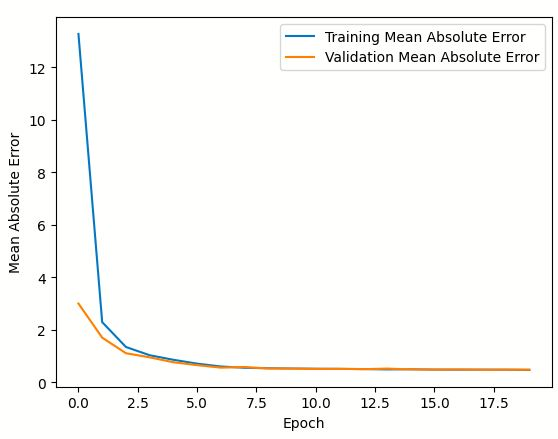 Training Mean Absolute Error
Validation Mean Absolute Error
12
10
8
6
4
2
0
Mean Absolute Error
0.0 2.5 5.0 7.5 10.0 12.5 15.0 17.5
Epoch